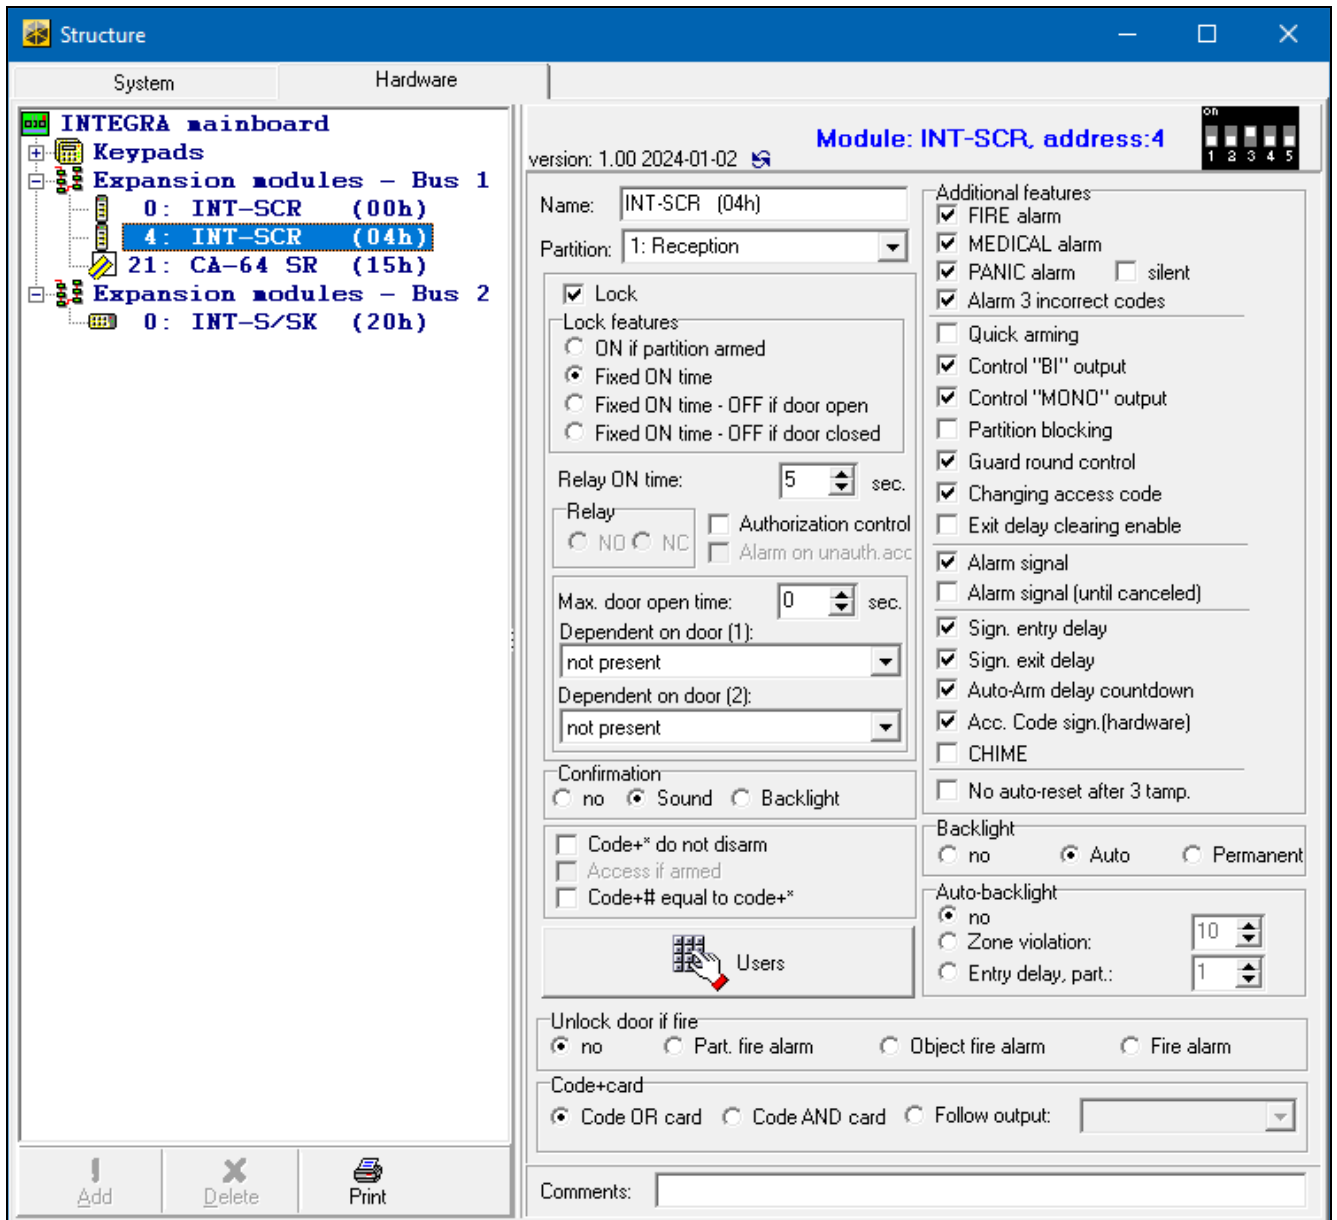 Structure
System
Hardware
INTEGRA mainboard
Keypads
Expansion modules - Bus 1
0: INT-SCR (00h)
4: INT-SCR (04h)
21: CA-64 SR (15h)
Expansion modules - Bus 2
0: INT-S/SK (20h)
Add
Delete
Print
version: 1.00 2024-01-02
Module: INT-SCR, address:4
on
1 2 3 4 5
Name: INT-SCR (04h)
Partition: 1: Reception
Lock
Lock features
ON if partition armed
Fixed ON time
Fixed ON time - OFF if door open
Fixed ON time - OFF if door closed
Relay ON time: 5 sec.
Relay
NO NC
Authorization control
Alarm on unauth.acc
Max. door open time: 0 sec.
Dependent on door (1):
not present
Dependent on door (2):
not present
Confirmation
no Sound Backlight
Code+* do not disarm
Access if armed
Code+# equal to code+*
Users
Additional features
FIRE alarm
MEDICAL alarm
PANIC alarm silent
Alarm 3 incorrect codes
Quick arming
Control "BI" output
Control "MONO" output
Partition blocking
Guard round control
Changing access code
Exit delay clearing enable
Alarm signal
Alarm signal (until canceled)
Sign. entry delay
Sign. exit delay
Auto-Arm delay countdown
Acc. Code sign.(hardware)
CHIME
No auto-reset after 3 tamp.
Backlight
no Auto Permanent
Auto-backlight
no
Zone violation: 10
Entry delay, part.: 1
Unlock door if fire
no Part. fire alarm Object fire alarm Fire alarm
Code+card
Code OR card Code AND card Follow output:
Comments: